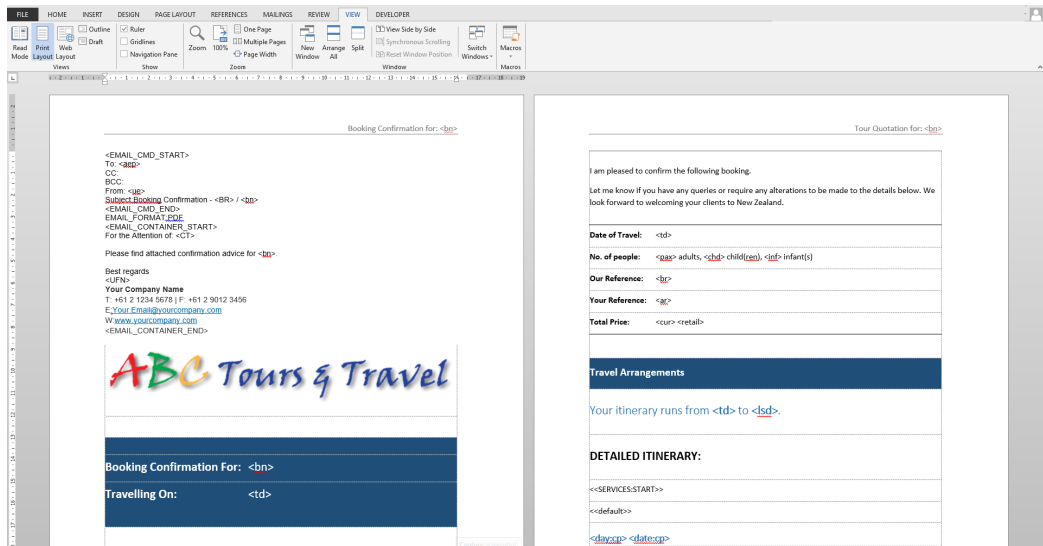 FILE HOME INSERT DESIGN PAGE LAYOUT REFERENCES MAILINGS REVIEW VIEW DEVELOPER
Read Mode
Print Layout
Web Layout
Outline
Draft
Views
Ruler
Gridlines
Navigation Pane
Show
Zoom
100%
One Page
Multiple Pages
Page Width
Zoom
New Window
Arrange All
Split
View Side by Side
Synchronous Scrolling
Reset Window Position
Window
Switch Windows
Macros
Macros
Booking Confirmation for: <bn>
<EMAIL_CMD_START>
To: <aep>
CC:
BCC:
From: <ue>
Subject:Booking Confirmation - <BR> / <bn>
<EMAIL_CMD_END>
EMAIL_FORMAT:PDF
<EMAIL_CONTAINER_START>
For the Attention of: <CT>
Please find attached confirmation advice for <bn>.
Best regards
<UFN>
Your Company Name
T: +61 2 1234 5678 | F: +61 2 9012 3456
E:Your.Email@yourcompany.com
W:www.yourcompany.com
<EMAIL_CONTAINER_END>
ABC Tours & Travel
Booking Confirmation For: <bn>
Travelling On: <td>
Tour Quotation for: <bn>
I am pleased to confirm the following booking.
Let me know if you have any queries or require any alterations to be made to the details below. We
look forward to welcoming your clients to New Zealand.
Date of Travel: <td>
No. of people: <pax> adults, <chd> child(ren), <inf> infant(s)
Our Reference: <br>
Your Reference: <ar>
Total Price: <cur> <retail>
Travel Arrangements
Your itinerary runs from <td> to <lsd>.
DETAILED ITINERARY:
<<SERVICES:START>>
<<default>>
<day:cp> <date:cp>